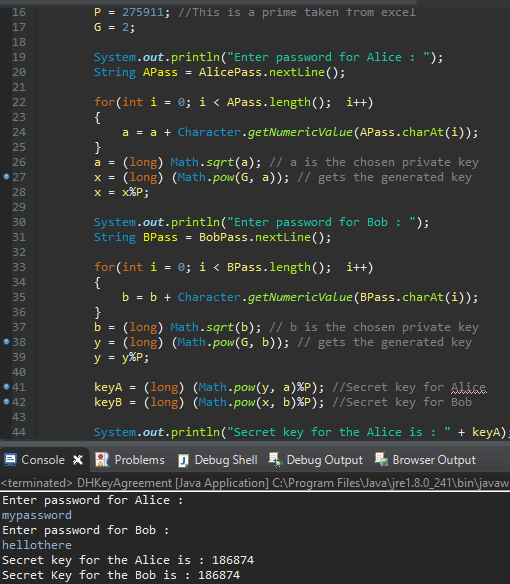 16 P = 275911; //This is a prime taken from excel
17 G = 2;
18
19 System.out.println("Enter password for Alice : ");
20 String APass = AlicePass.nextLine();
21
22 for(int i = 0; i < APass.length();  i++)
23 {
24 a = a + Character.getNumericValue(APass.charAt(i));
25 }
26 a = (long) Math.sqrt(a); // a is the chosen private key
27 x = (long) (Math.pow(G, a)); // gets the generated key
28 x = x%P;
29
30 System.out.println("Enter password for Bob : ");
31 String BPass = BobPass.nextLine();
32
33 for(int i = 0; i < BPass.length();  i++)
34 {
35 b = b + Character.getNumericValue(BPass.charAt(i));
36 }
37 b = (long) Math.sqrt(b); // b is the chosen private key
38 y = (long) (Math.pow(G, b)); // gets the generated key
39 y = y%P;
40
41 keyA = (long) (Math.pow(y, a)%P); //Secret key for Alice
42 keyB = (long) (Math.pow(x, b)%P); //Secret key for Bob
43
44 System.out.println("Secret key for the Alice is : " + keyA);
Console Problems Debug Shell Debug Output Browser Output
<terminated> DHKeyAgreement [Java Application] C:\Program Files\Java\jre1.8.0_241\bin\javaw
Enter password for Alice :
mypassword
Enter password for Bob :
hellothere
Secret key for the Alice is : 186874
Secret Key for the Bob is : 186874